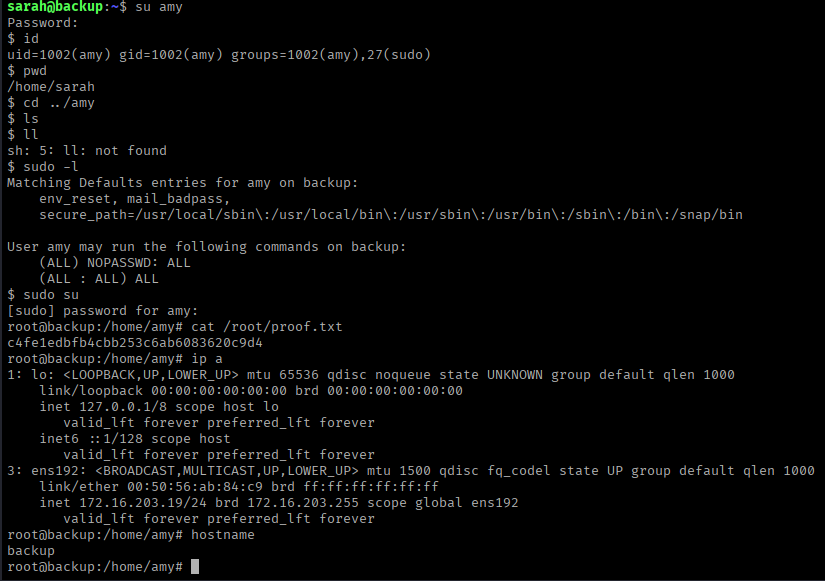 sarah@backup:~$ su amy
Password:
$ id
uid=1002(amy) gid=1002(amy) groups=1002(amy),27(sudo)
$ pwd
/home/sarah
$ cd ../amy
$ ls
$ ll
sh: 5: ll: not found
$ sudo -l
Matching Defaults entries for amy on backup:
    env_reset, mail_badpass,
    secure_path=/usr/local/sbin\:/usr/local/bin\:/usr/sbin\:/usr/bin\:/sbin\:/bin\:/snap/bin

User amy may run the following commands on backup:
    (ALL) NOPASSWD: ALL
    (ALL : ALL) ALL
$ sudo su
[sudo] password for amy:
root@backup:/home/amy# cat /root/proof.txt
c4fe1edbfb4cbb253c6ab6083620c9d4
root@backup:/home/amy# ip a
1: lo: <LOOPBACK,UP,LOWER_UP> mtu 65536 qdisc noqueue state UNKNOWN group default qlen 1000
    link/loopback 00:00:00:00:00:00 brd 00:00:00:00:00:00
    inet 127.0.0.1/8 scope host lo
       valid_lft forever preferred_lft forever
    inet6 ::1/128 scope host
       valid_lft forever preferred_lft forever
3: ens192: <BROADCAST,MULTICAST,UP,LOWER_UP> mtu 1500 qdisc fq_codel state UP group default qlen 1000
    link/ether 00:50:56:ab:84:c9 brd ff:ff:ff:ff:ff:ff
    inet 172.16.203.19/24 brd 172.16.203.255 scope global ens192
       valid_lft forever preferred_lft forever
root@backup:/home/amy# hostname
backup
root@backup:/home/amy#